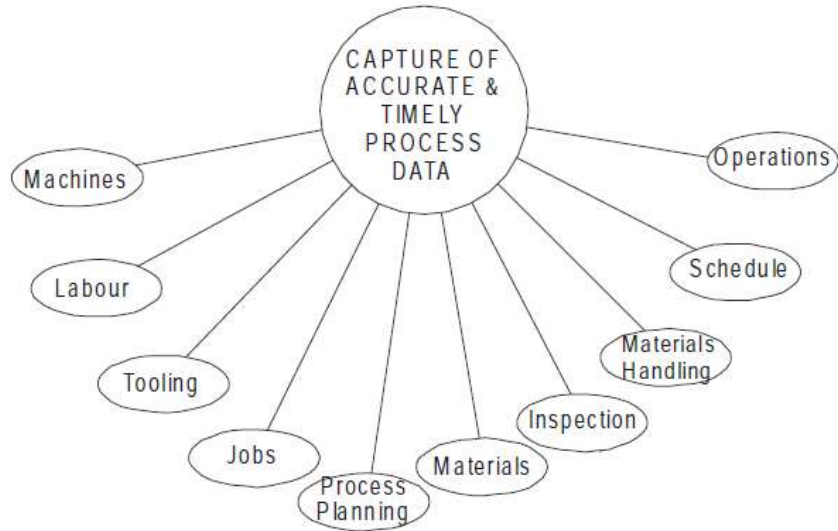 CAPTURE OF
ACCURATE &
TIMELY
PROCESS
DATA
Machines
Labour
Tooling
Jobs
Process
Planning
Materials
Inspection
Materials
Handling
Schedule
Operations